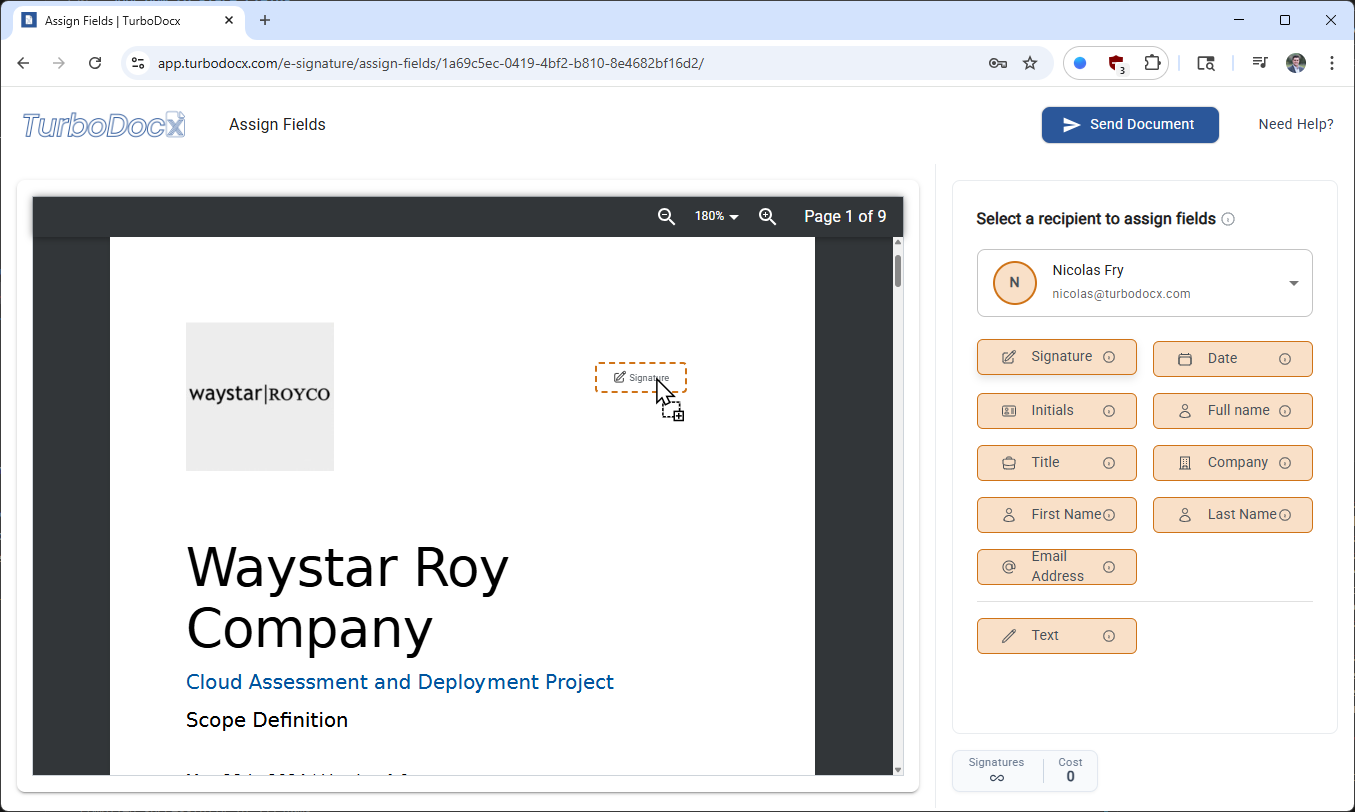 Assign Fields | TurboDocx
app.turbodocx.com/e-signature/assign-fields/1a69c5ec-0419-4bf2-b810-8e4682bf16d2/
3
TurboDocX
Assign Fields
Send Document
Need Help?
180%
Page 1 of 9
waystar|ROYCO
Signature
Waystar Roy
Company
Cloud Assessment and Deployment Project
Scope Definition
Select a recipient to assign fields
N
Nicolas Fry
nicolas@turbodocx.com
Signature
Date
Initials
Full name
Title
Company
First Name
Last Name
Email
Address
Text
Signatures
∞
Cost
0